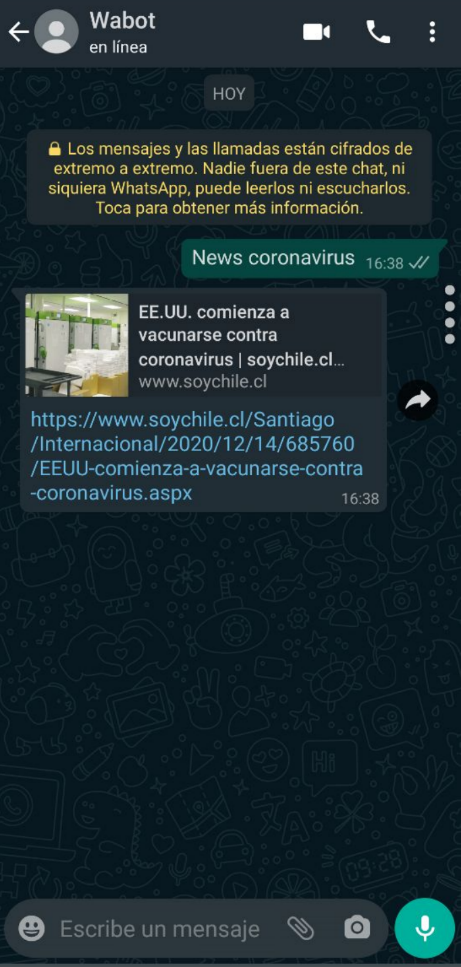 Wabot
en línea
HOY
Los mensajes y las llamadas están cifrados de
extremo a extremo. Nadie fuera de este chat, ni
siquiera WhatsApp, puede leerlos ni escucharlos.
Toca para obtener más información.
News coronavirus 16:38
EE.UU. comienza a
vacunarse contra
coronavirus | soychile.cl...
www.soychile.cl
https://www.soychile.cl/Santiago
/Internacional/2020/12/14/685760
/EEUU-comienza-a-vacunarse-contra
-coronavirus.aspx
16:38
Hi
09:28
Escribe un mensaje